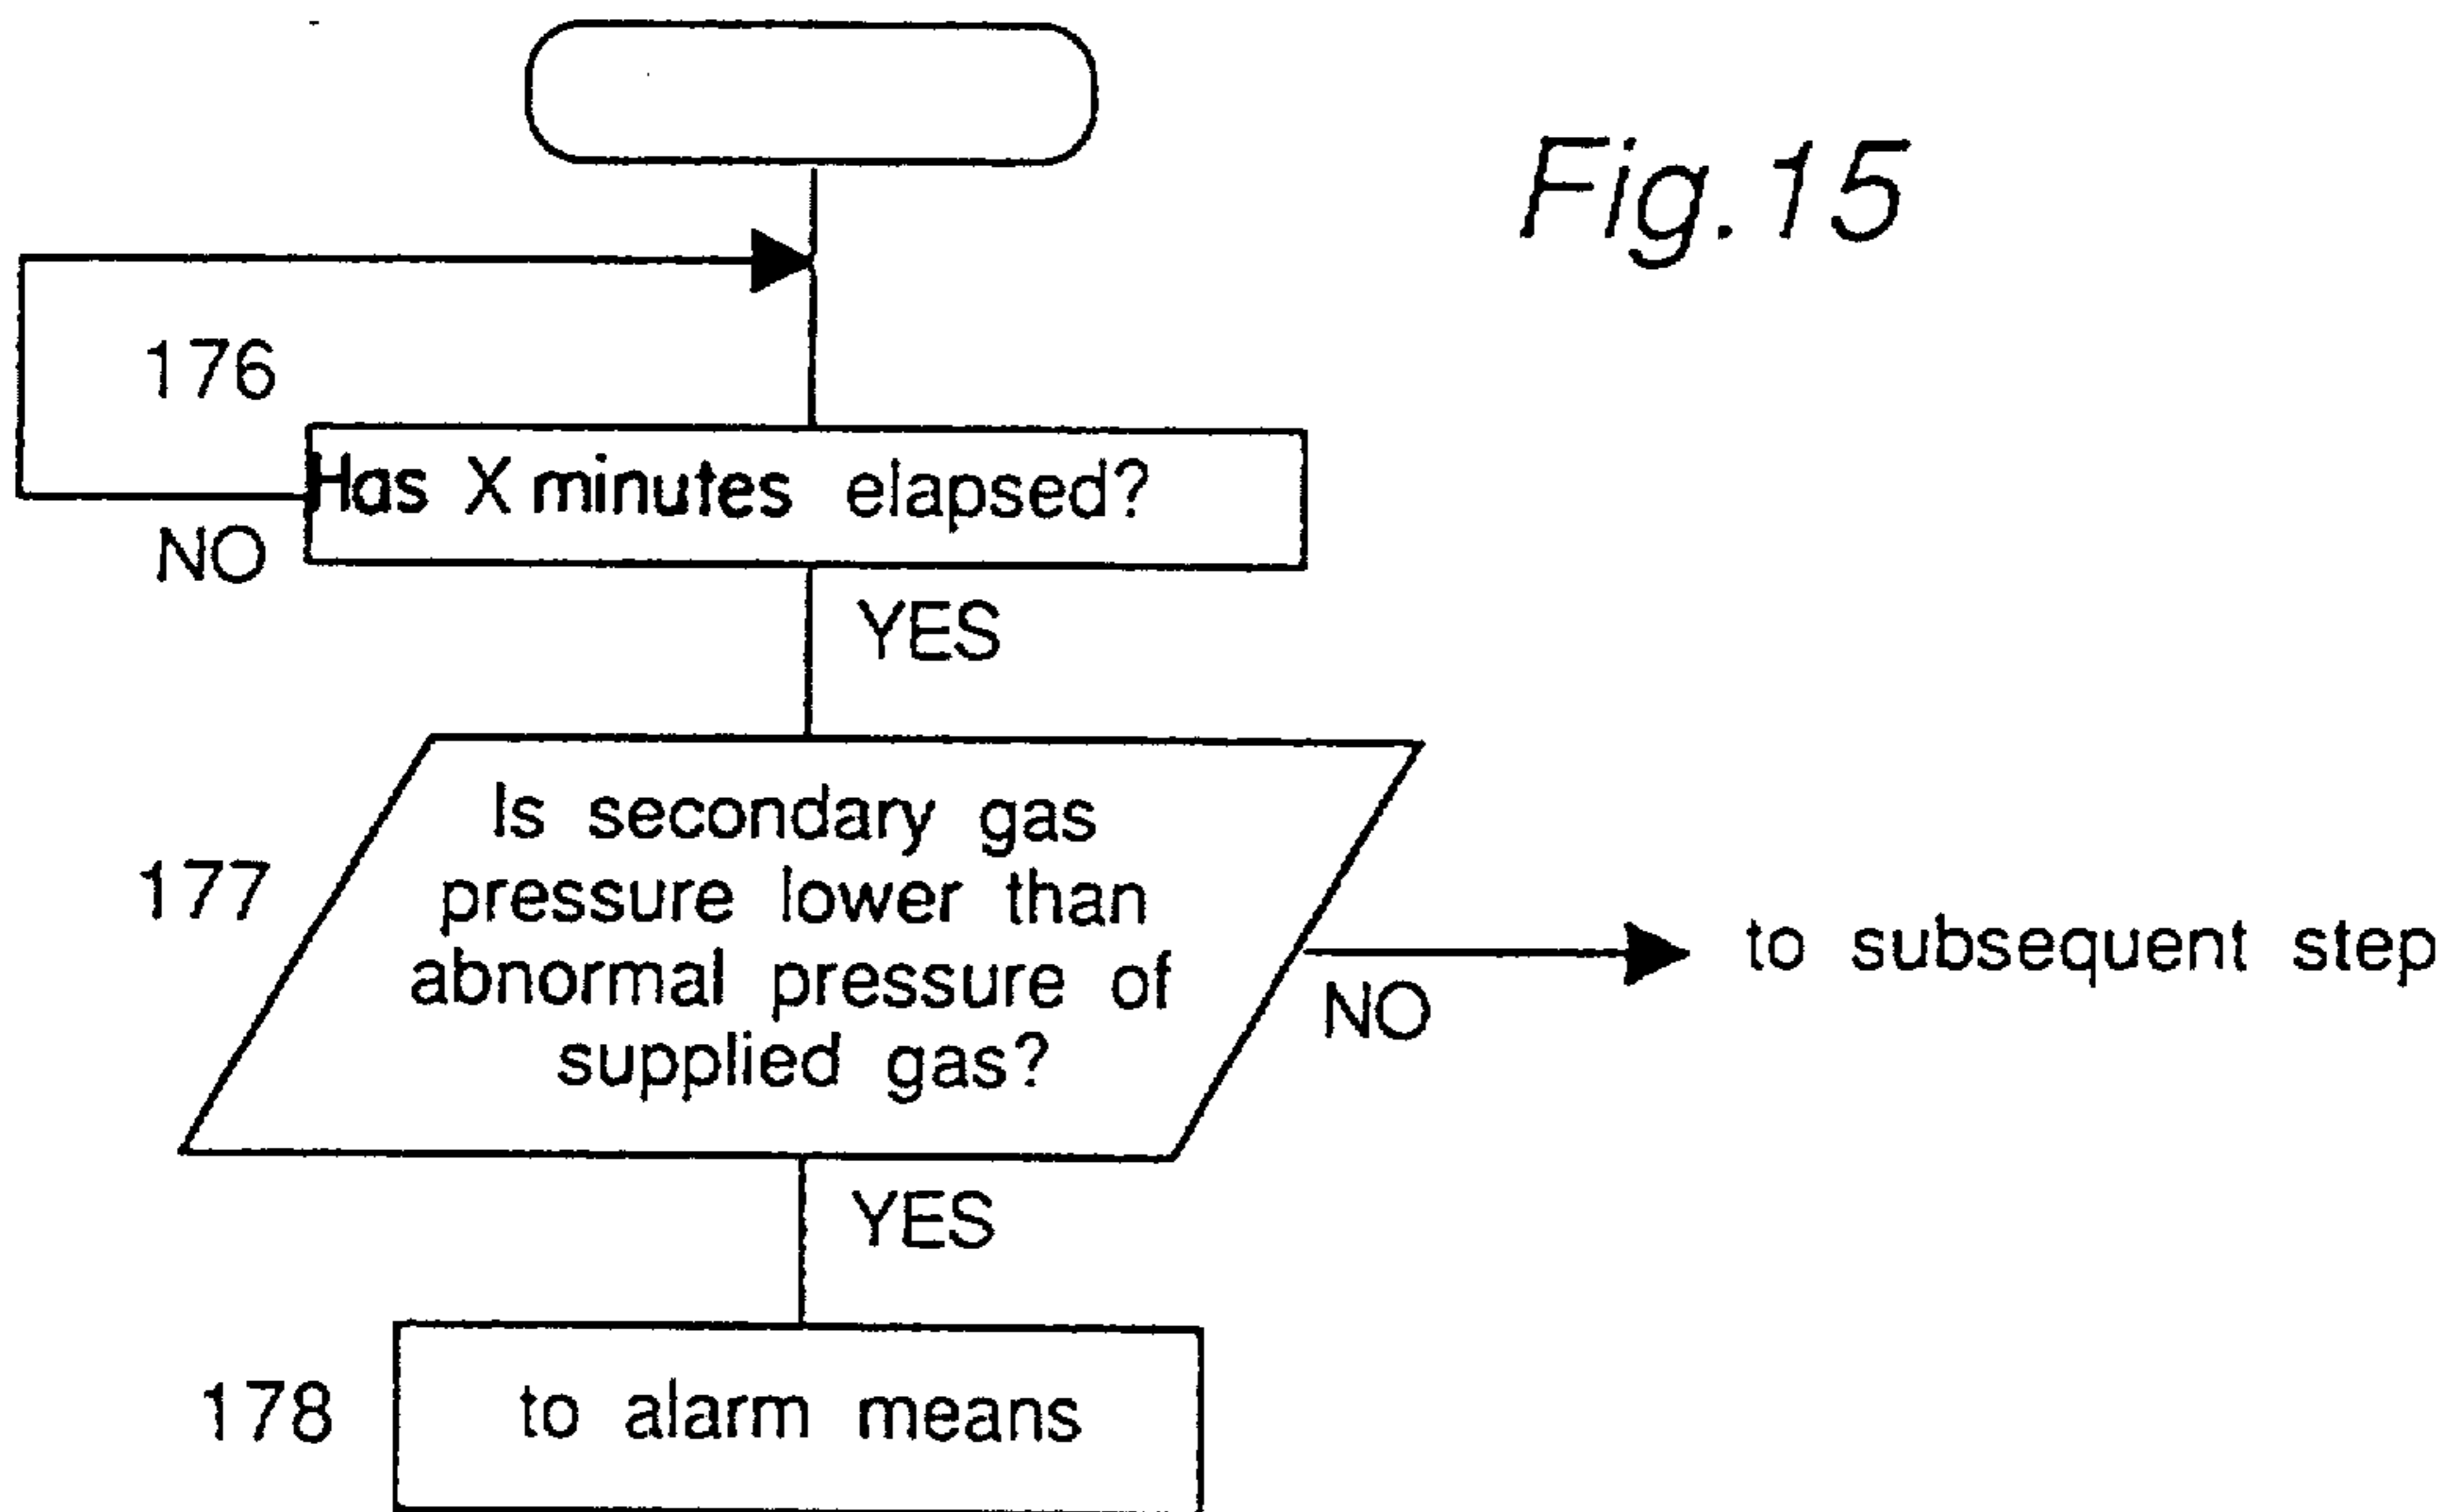 Fig.15
176
Has X minutes elapsed?
NO
YES
177
Is secondary gas
pressure lower than
abnormal pressure of
supplied gas?
NO
to subsequent step
YES
178
to alarm means